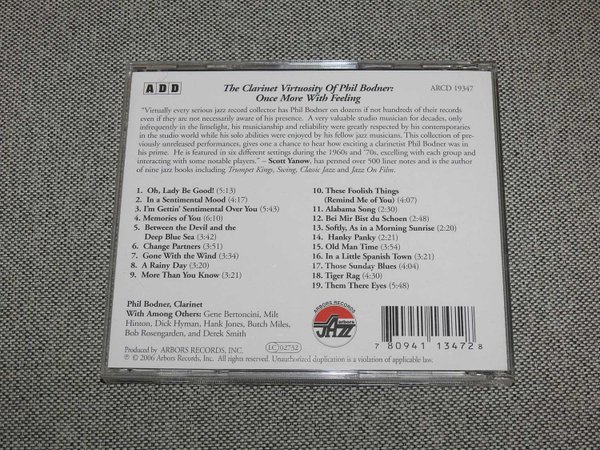 A D D
The Clarinet Virtuosity Of Phil Bodner:
Once More With Feeling
ARCD 19347
"Virtually every serious jazz record collector has Phil Bodner on dozens if not hundreds of their records
even if they are not necessarily aware of his presence. A very valuable studio musician for decades, only
infrequently in the limelight, his musicianship and reliability were greatly respected by his contemporaries
in the studio world while his solo abilities were enjoyed by his fellow jazz musicians. This collection of pre-
viously unreleased performances, gives one a chance to hear how exciting a clarinetist Phil Bodner was in
his prime. He is featured in six different settings during the 1960s and '70s, excelling with each group and
interacting with some notable players." – Scott Yanow, has penned over 500 liner notes and is the author
of nine jazz books including Trumpet Kings, Swing, Classic Jazz and Jazz On Film.
1. Oh, Lady Be Good! (5:13)
2. In a Sentimental Mood (4:17)
3. I'm Gettin' Sentimental Over You (5:43)
4. Memories of You (6:10)
5. Between the Devil and the
Deep Blue Sea (3:42)
6. Change Partners (3:51)
7. Gone With the Wind (3:34)
8. A Rainy Day (3:20)
9. More Than You Know (3:21)
10. These Foolish Things
(Remind Me of You) (4:07)
11. Alabama Song (2:30)
12. Bei Mir Bist du Schoen (2:48)
13. Softly, As in a Morning Sunrise (2:20)
14. Hanky Panky (2:21)
15. Old Man Time (3:54)
16. In a Little Spanish Town (3:21)
17. Those Sunday Blues (4:04)
18. Tiger Rag (4:30)
19. Them There Eyes (5:48)
Phil Bodner, Clarinet
With Among Others: Gene Bertoncini, Milt
Hinton, Dick Hyman, Hank Jones, Butch Miles,
Bob Rosengarden, and Derek Smith
ARBORS RECORDS
arbors
JAZZ
7 80941 13472 8
Produced by ARBORS RECORDS, INC.
℗ © 2006 Arbors Records, Inc.
LC 02732
Unauthorized duplication is a violation of applicable law.